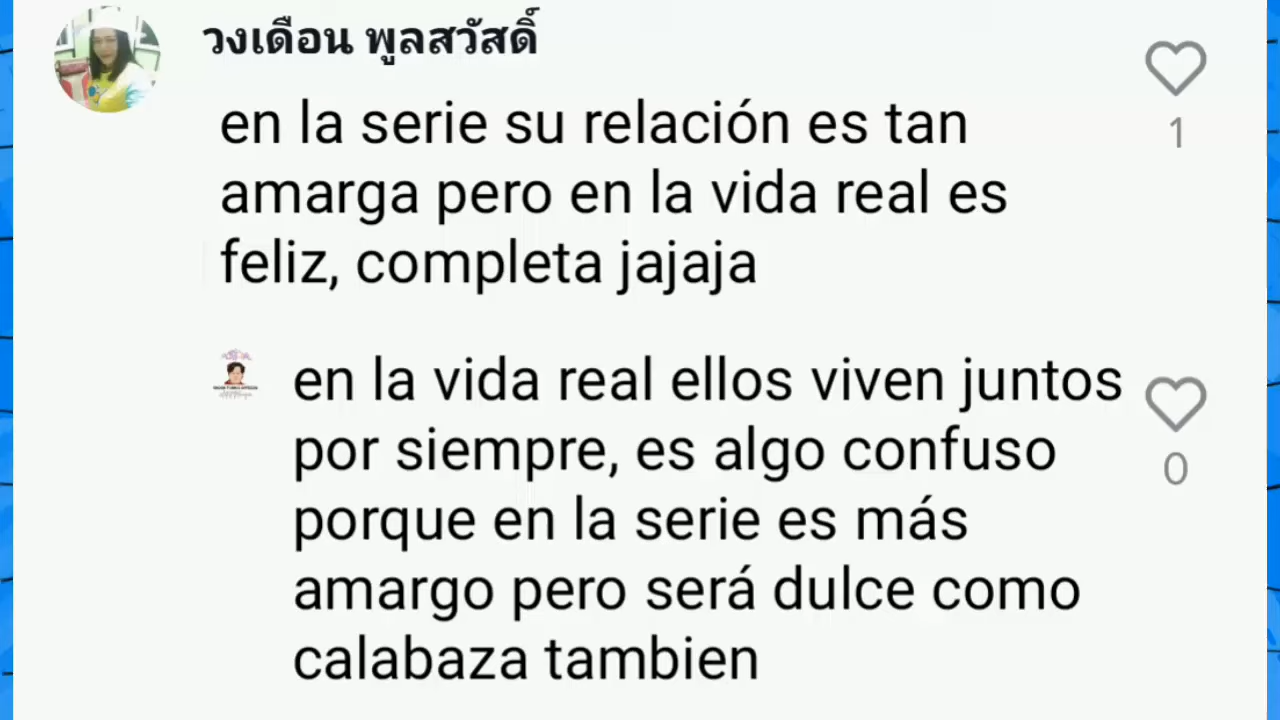 วงเดือน พูลสวัสดิ์
1
en la serie su relación es tan
amarga pero en la vida real es
feliz, completa jajaja
en la vida real ellos viven juntos
por siempre, es algo confuso
0
porque en la serie es más
amargo pero será dulce como
calabaza tambien